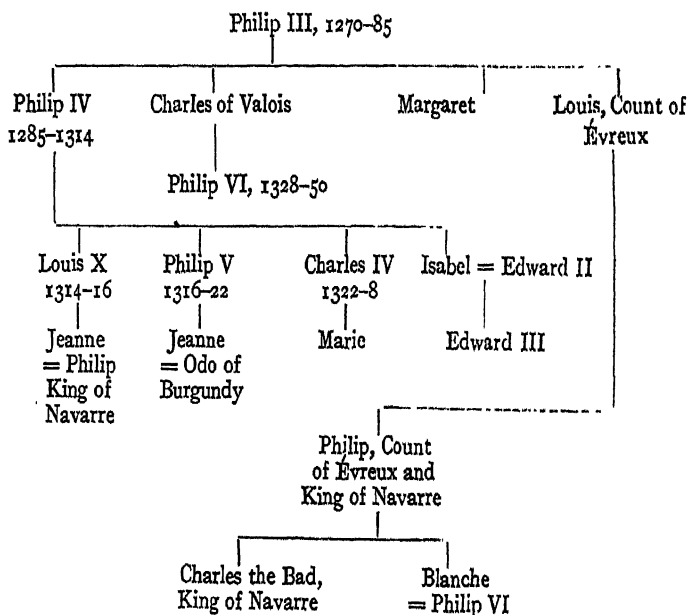 Philip III, 1270–85
Philip IV
1285–1314
Charles of Valois
Margaret
Louis, Count of
Évreux
Philip VI, 1328–50
Louis X
1314–16
Philip V
1316–22
Charles IV
1322–8
Isabel = Edward II
Jeanne
= Philip
King of
Navarre
Jeanne
= Odo of
Burgundy
Marie
Edward III
Philip, Count
of Évreux and
King of Navarre
Charles the Bad,
King of Navarre
Blanche
= Philip VI